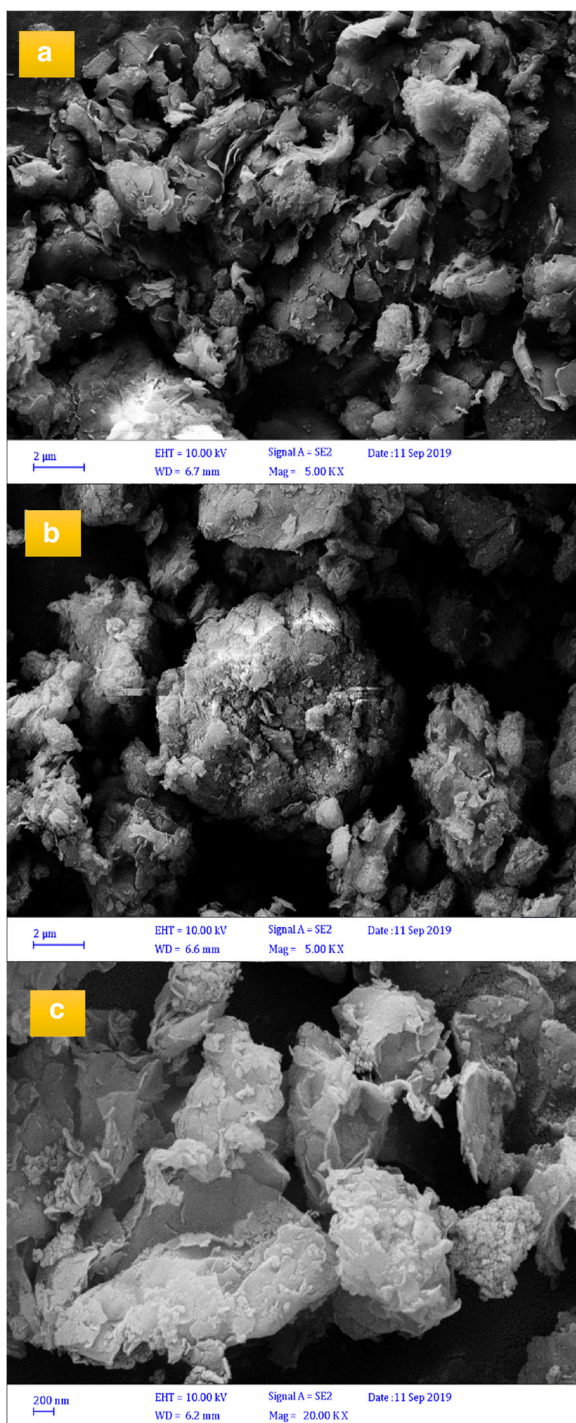 a
2 µm
EHT = 10.00 kV Signal A = SE2 Date :11 Sep 2019
WD = 6.7 mm Mag = 5.00 K X
b
2 µm
EHT = 10.00 kV Signal A = SE2 Date :11 Sep 2019
WD = 6.6 mm Mag = 5.00 K X
c
200 nm
EHT = 10.00 kV Signal A = SE2 Date :11 Sep 2019
WD = 6.2 mm Mag = 20.00 K X